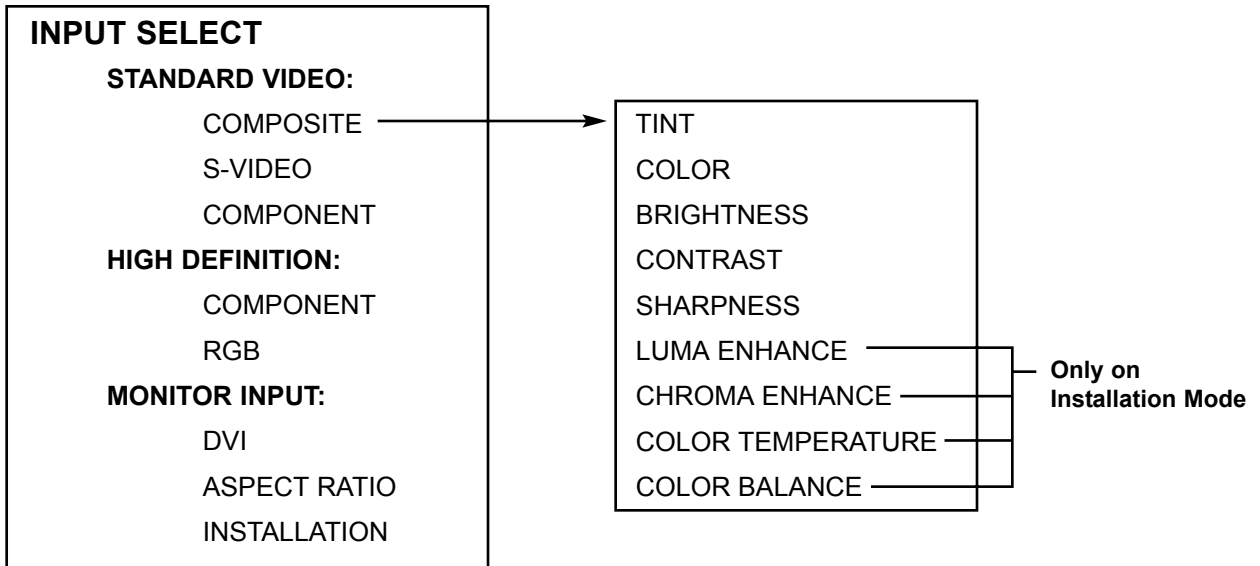 INPUT SELECT
STANDARD VIDEO:
COMPOSITE
S-VIDEO
COMPONENT
HIGH DEFINITION:
COMPONENT
RGB
MONITOR INPUT:
DVI
ASPECT RATIO
INSTALLATION
TINT
COLOR
BRIGHTNESS
CONTRAST
SHARPNESS
LUMA ENHANCE
CHROMA ENHANCE
COLOR TEMPERATURE
COLOR BALANCE
Only on
Installation Mode